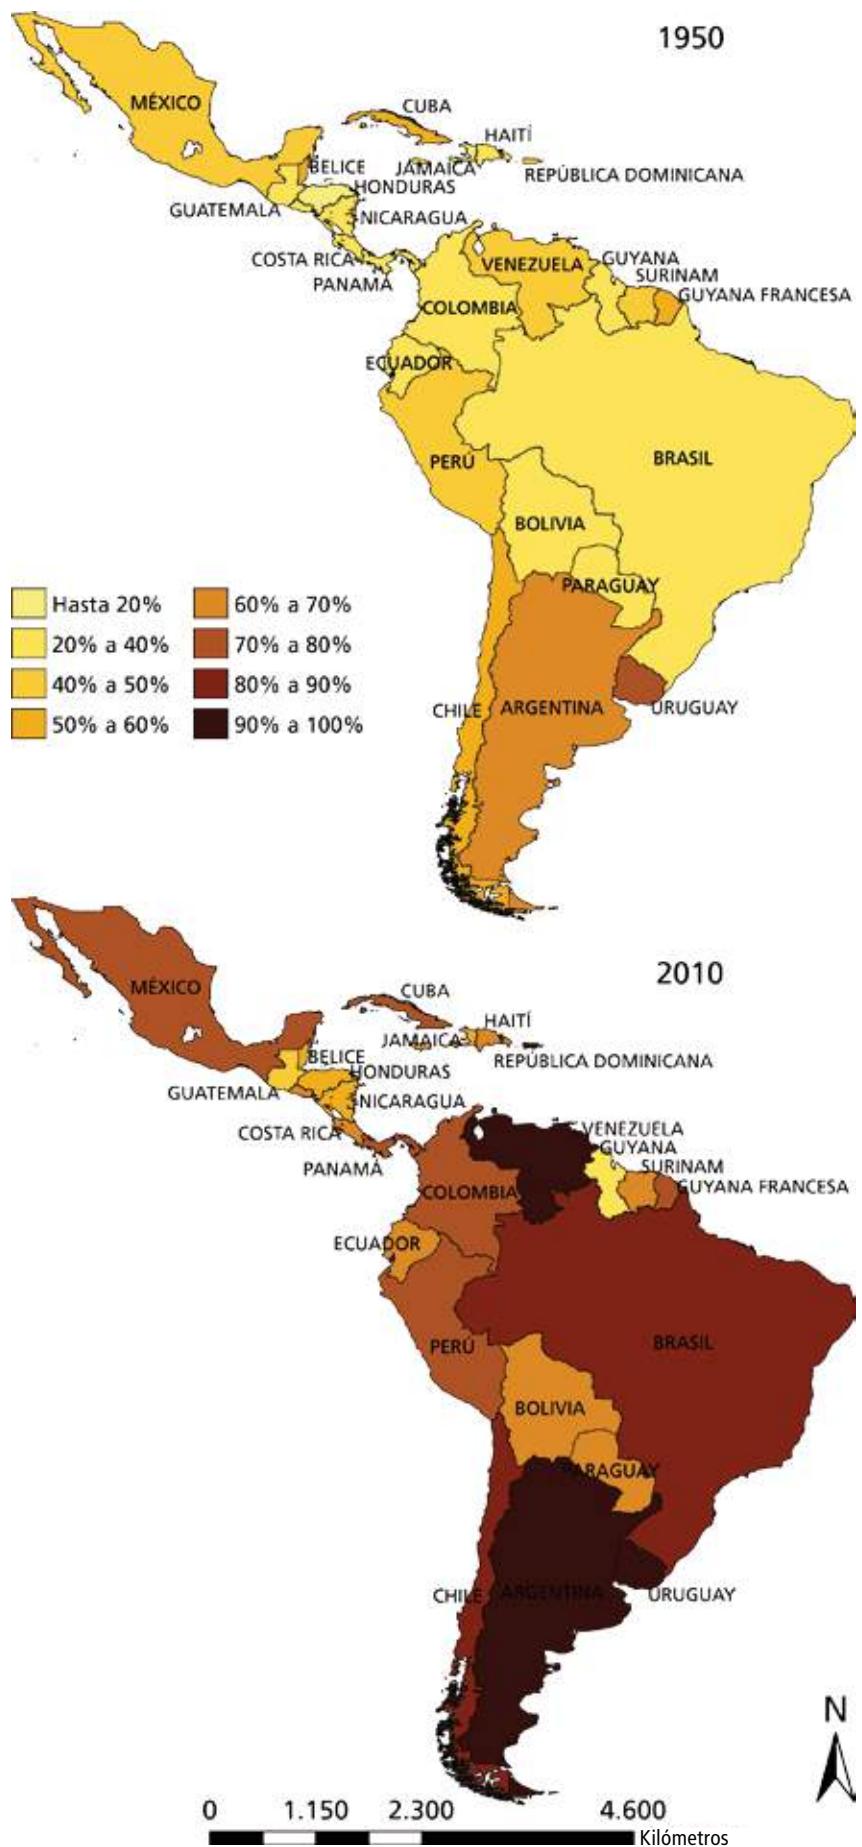 1950
MÉXICO
CUBA
HAITÍ
BELICE
JAMAICA
REPÚBLICA DOMINICANA
HONDURAS
GUATEMALA
NICARAGUA
COSTA RICA
PANAMÁ
VENEZUELA
GUYANA
SURINAM
GUYANA FRANCESA
COLOMBIA
ECUADOR
PERÚ
BRASIL
BOLIVIA
PARAGUAY
Hasta 20%
20% a 40%
40% a 50%
50% a 60%
60% a 70%
70% a 80%
80% a 90%
90% a 100%
CHILE
ARGENTINA
URUGUAY
2010
MÉXICO
CUBA
HAITÍ
JAMAICA
BELICE
REPÚBLICA DOMINICANA
HONDURAS
GUATEMALA
NICARAGUA
COSTA RICA
PANAMÁ
VENEZUELA
GUYANA
SURINAM
GUYANA FRANCESA
COLOMBIA
ECUADOR
PERÚ
BRASIL
BOLIVIA
PARAGUAY
CHILE
ARGENTINA
URUGUAY
N
0 1.150 2.300 4.600
Kilómetros